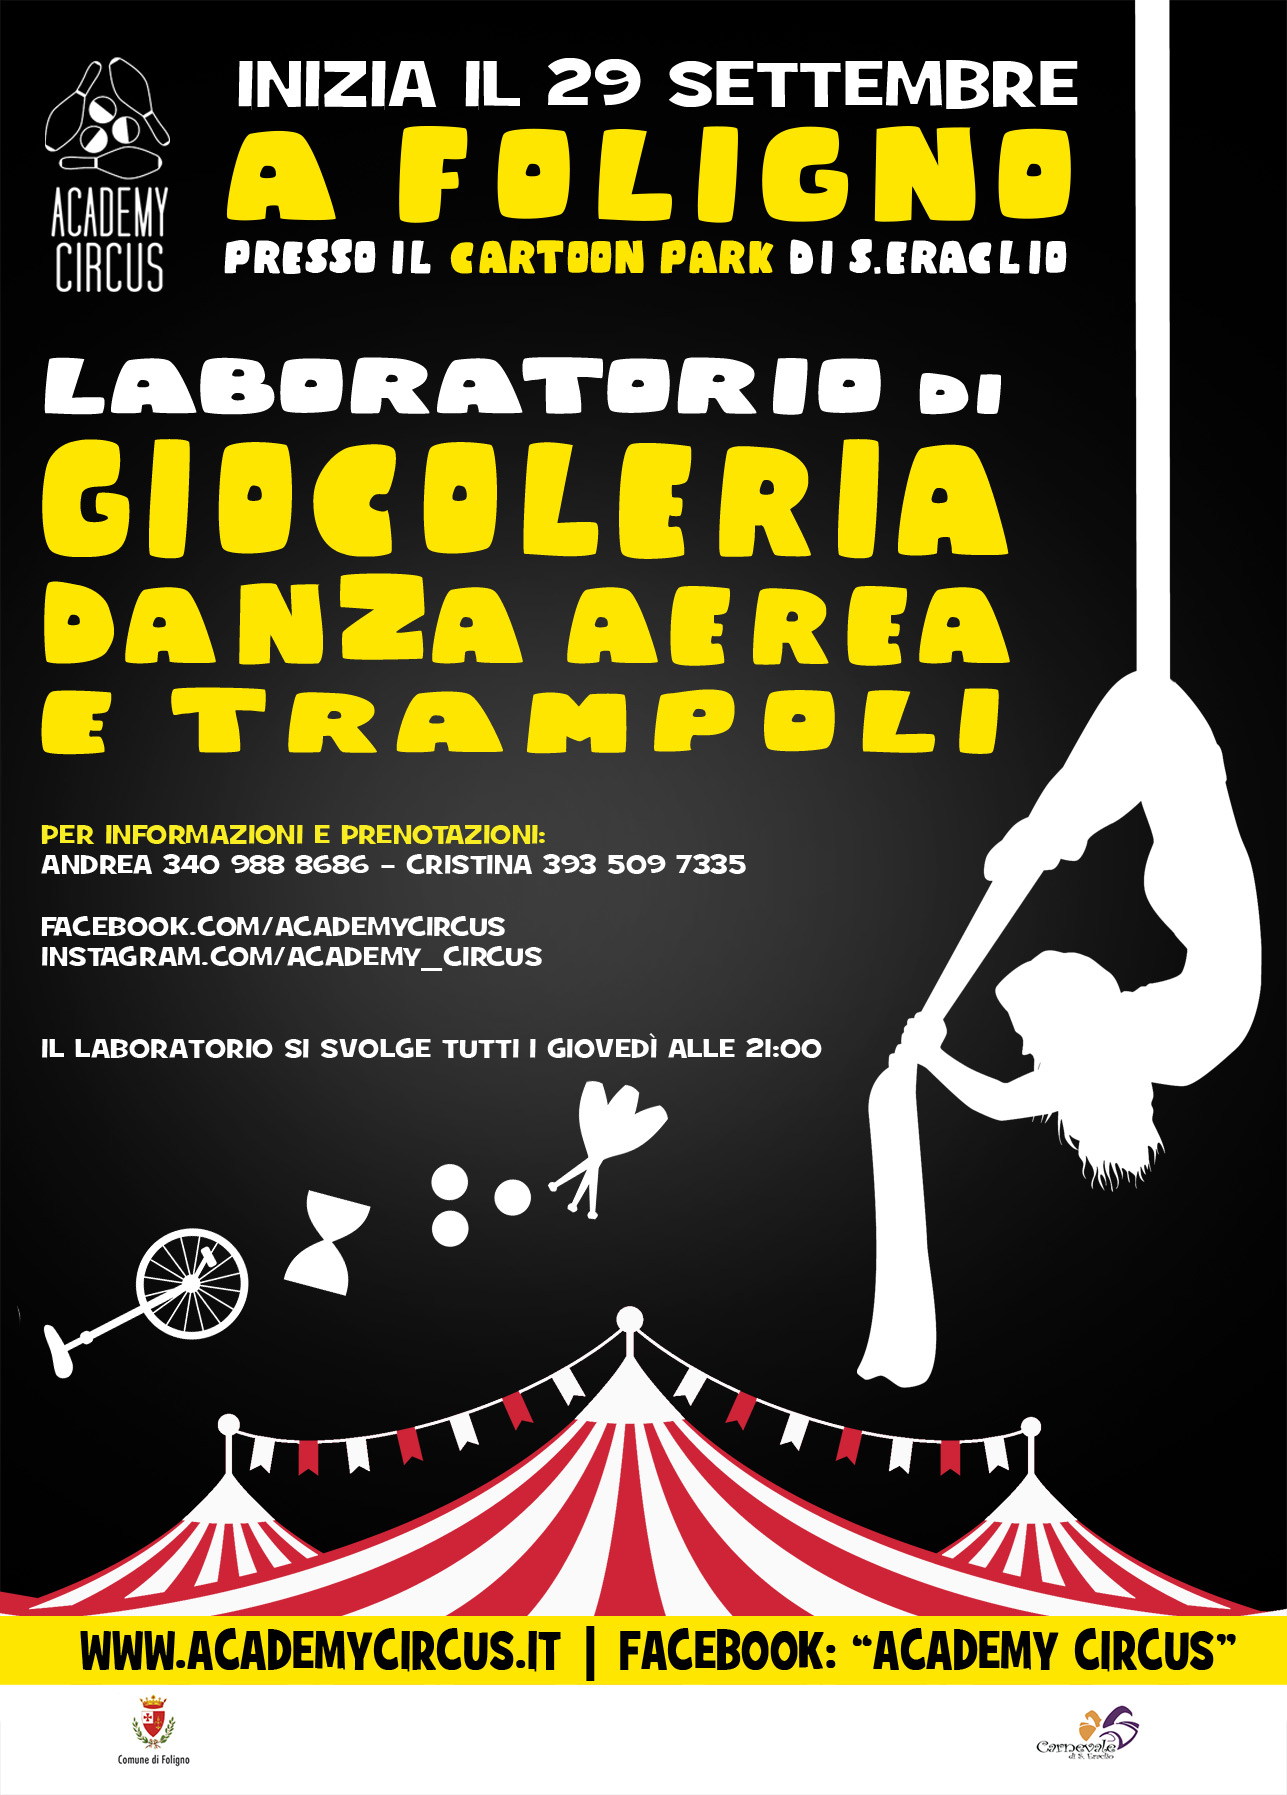 ACADEMY
CIRCUS
INIZIA IL 29 SETTEMBRE
A FOLIGNO
PRESSO IL CARTOON PARK DI S.ERACLIO
LABORATORIO DI
GIOCOLERIA
DANZA AEREA
E TRAMPOLI
PER INFORMAZIONI E PRENOTAZIONI:
ANDREA 340 988 8686 - CRISTINA 393 509 7335
FACEBOOK.COM/ACADEMYCIRCUS
INSTAGRAM.COM/ACADEMY_CIRCUS
IL LABORATORIO SI SVOLGE TUTTI I GIOVEDÌ ALLE 21:00
WWW.ACADEMYCIRCUS.IT | FACEBOOK: “ACADEMY CIRCUS”
Comune di Foligno
Carnevale
di S. Eraclio